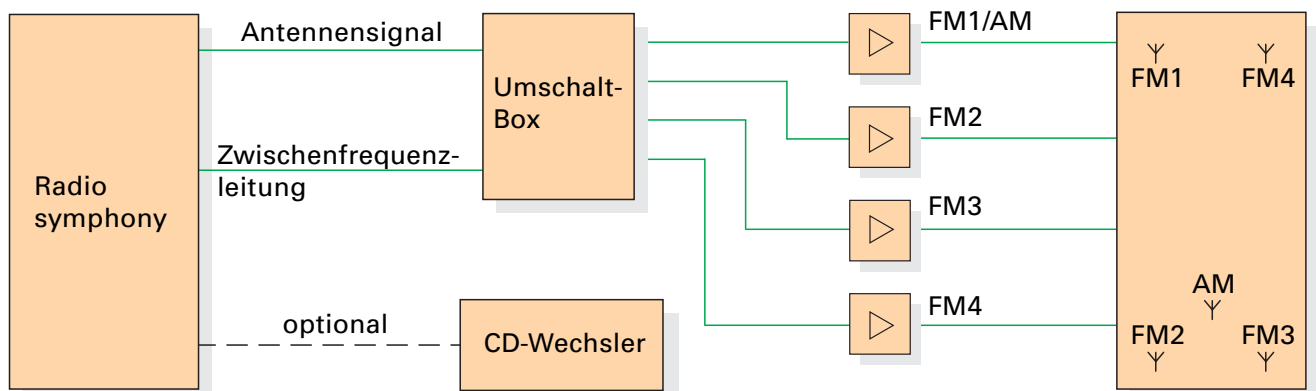 Antennensignal
Umschalt-
Box
Zwischenfrequenz-
leitung
Radio
symphony
optional
CD-Wechsler
FM1/AM
FM2
FM3
FM4
FM1
FM4
AM
FM2
FM3